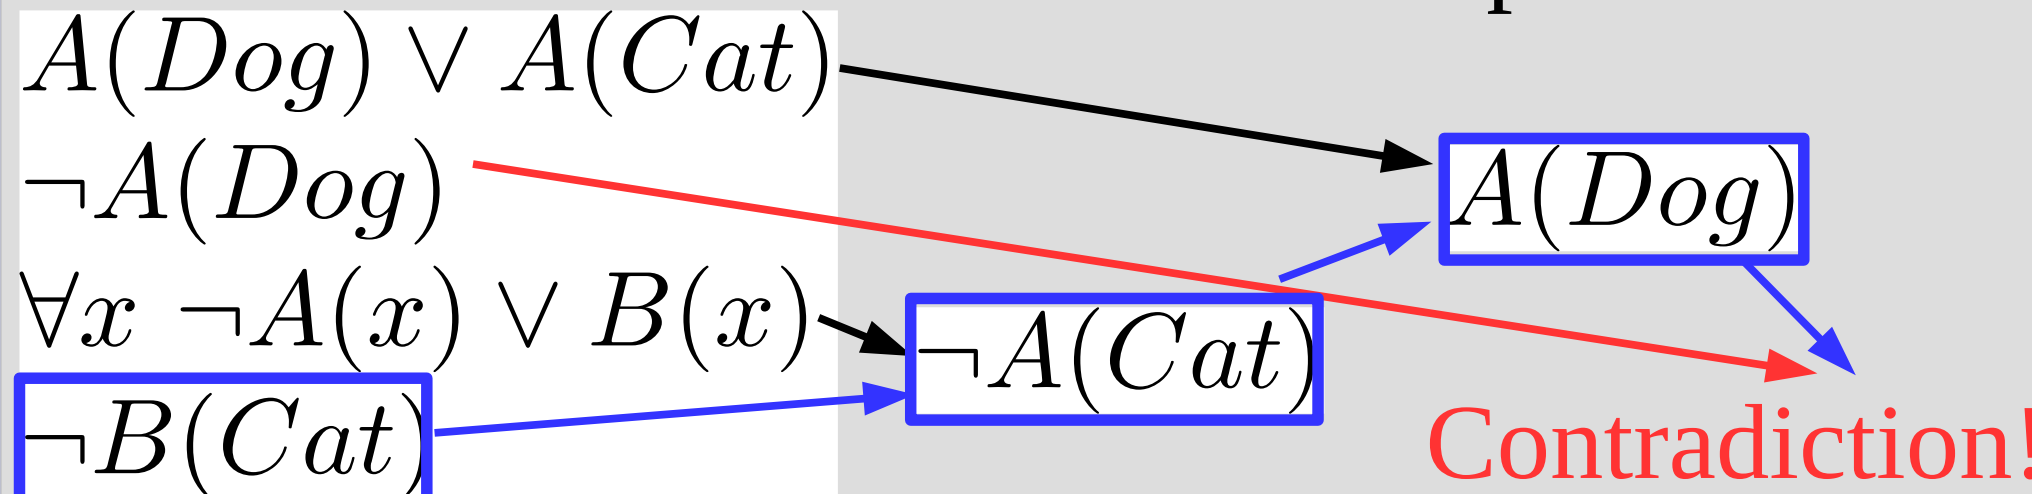 A(Dog) ∨ A(Cat)
¬A(Dog)
∀x ¬A(x) ∨ B(x)
¬B(Cat)
¬A(Cat)
A(Dog)
Contradiction!